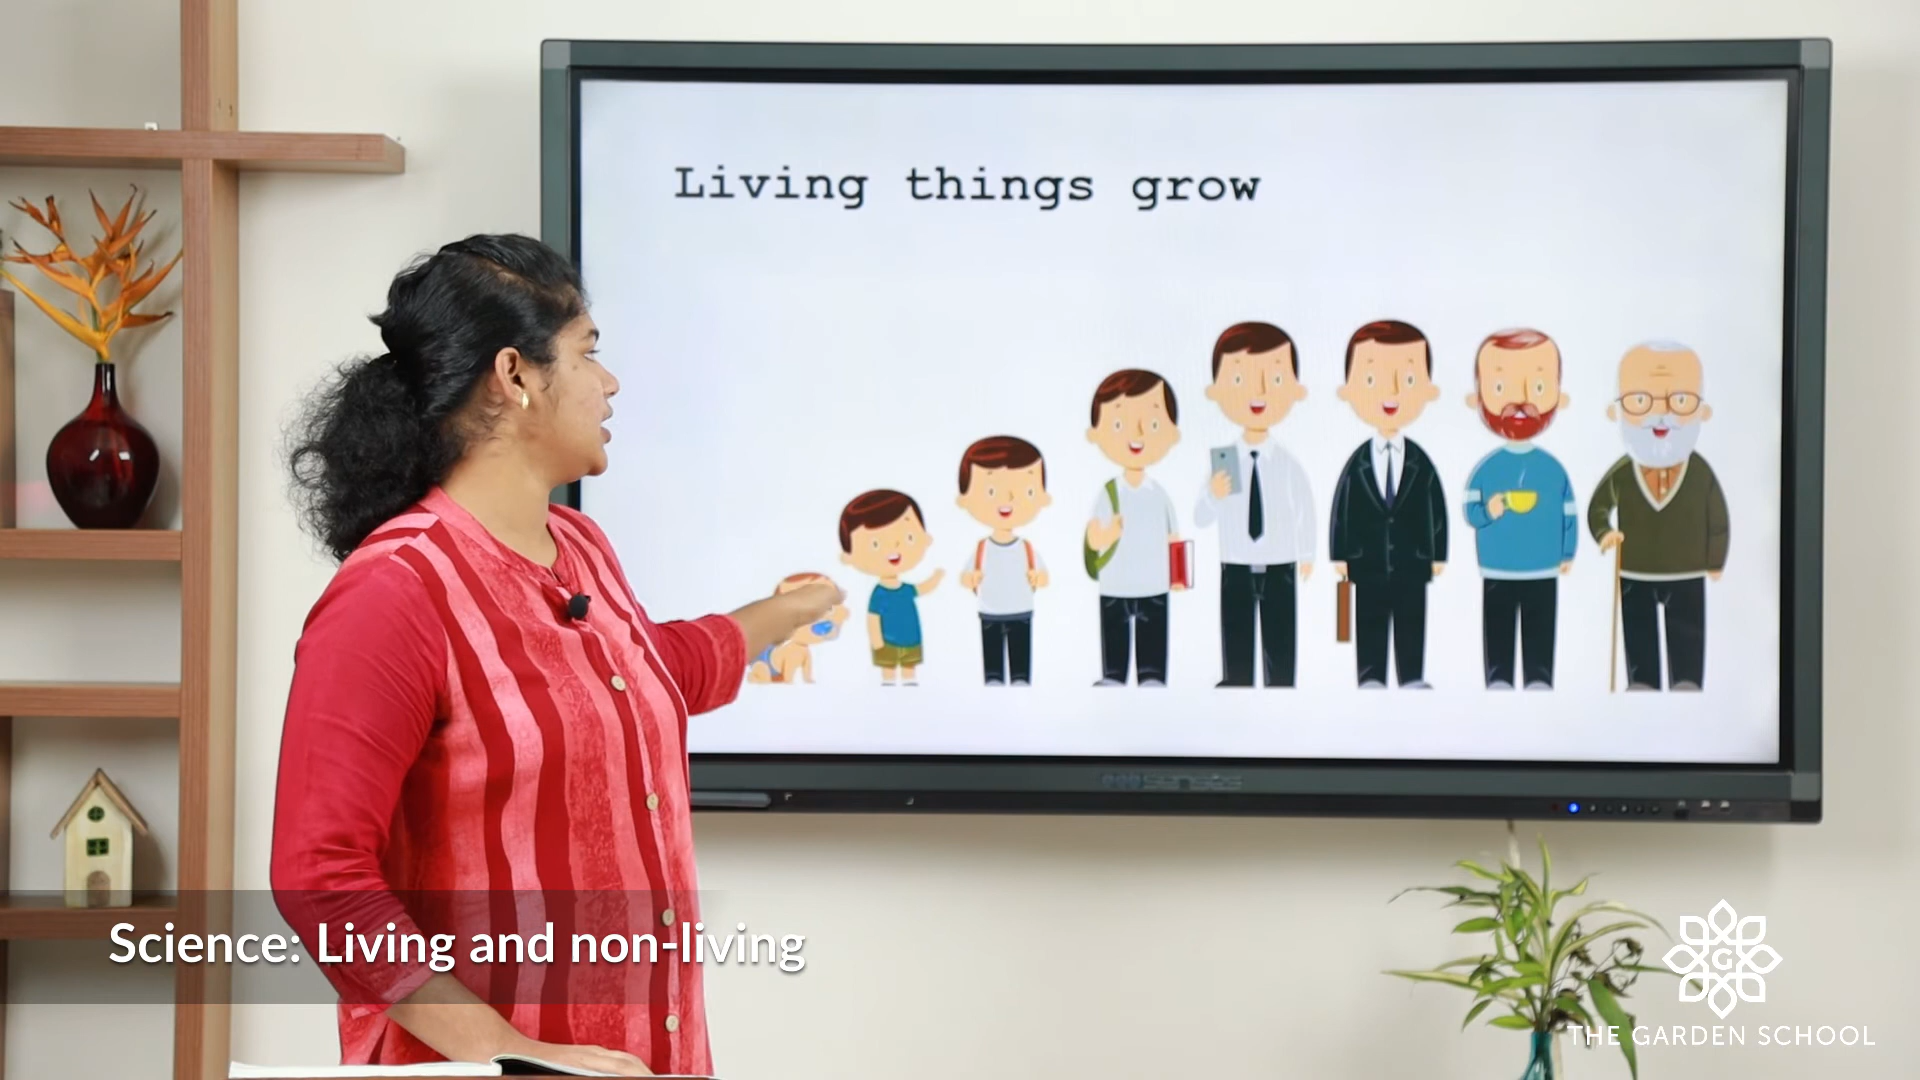 Living things grow
Science: Living and non-living
G
THE GARDEN SCHOOL